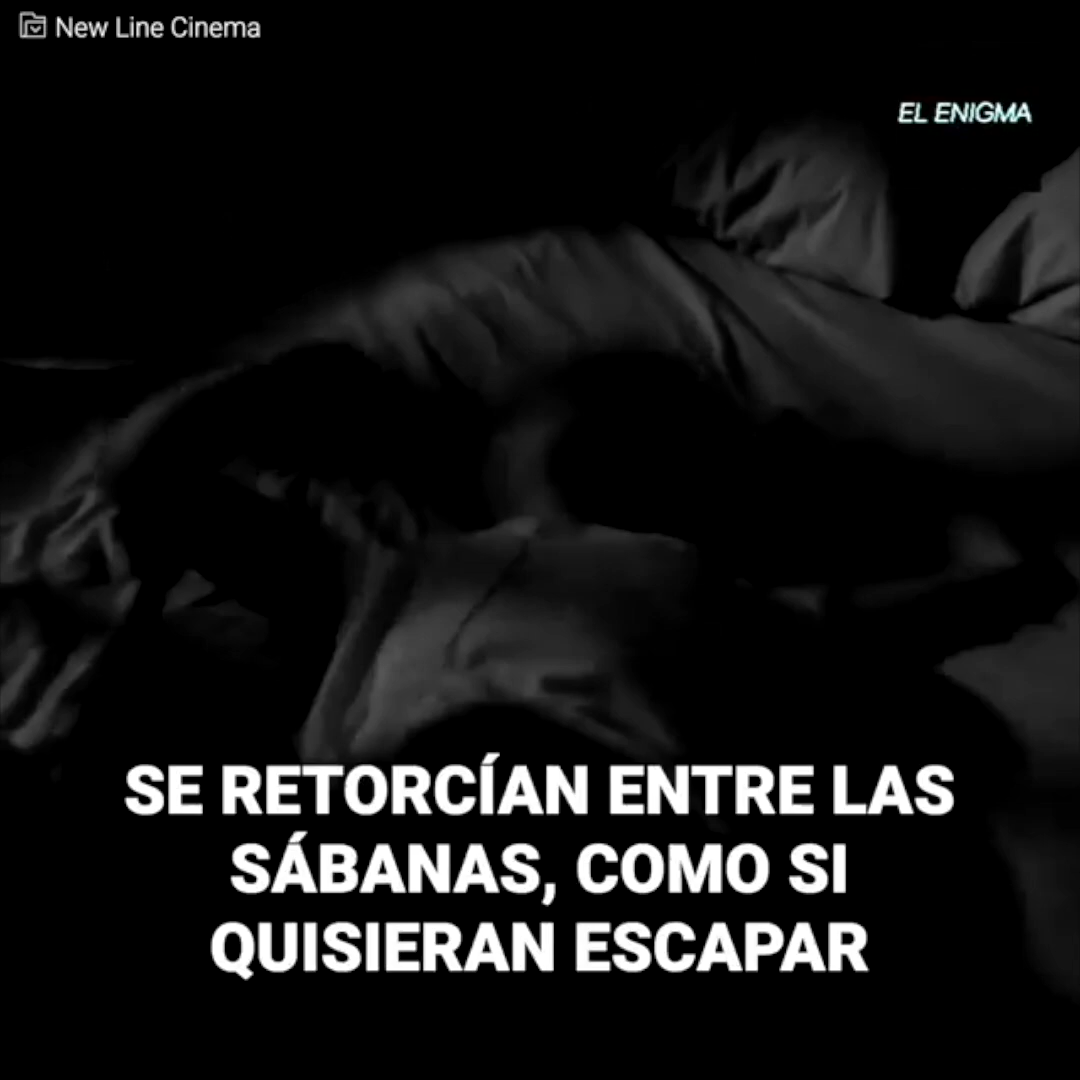 New Line Cinema
EL ENIGMA
SE RETORCÍAN ENTRE LAS
SÁBANAS, COMO SI
QUISIERAN ESCAPAR